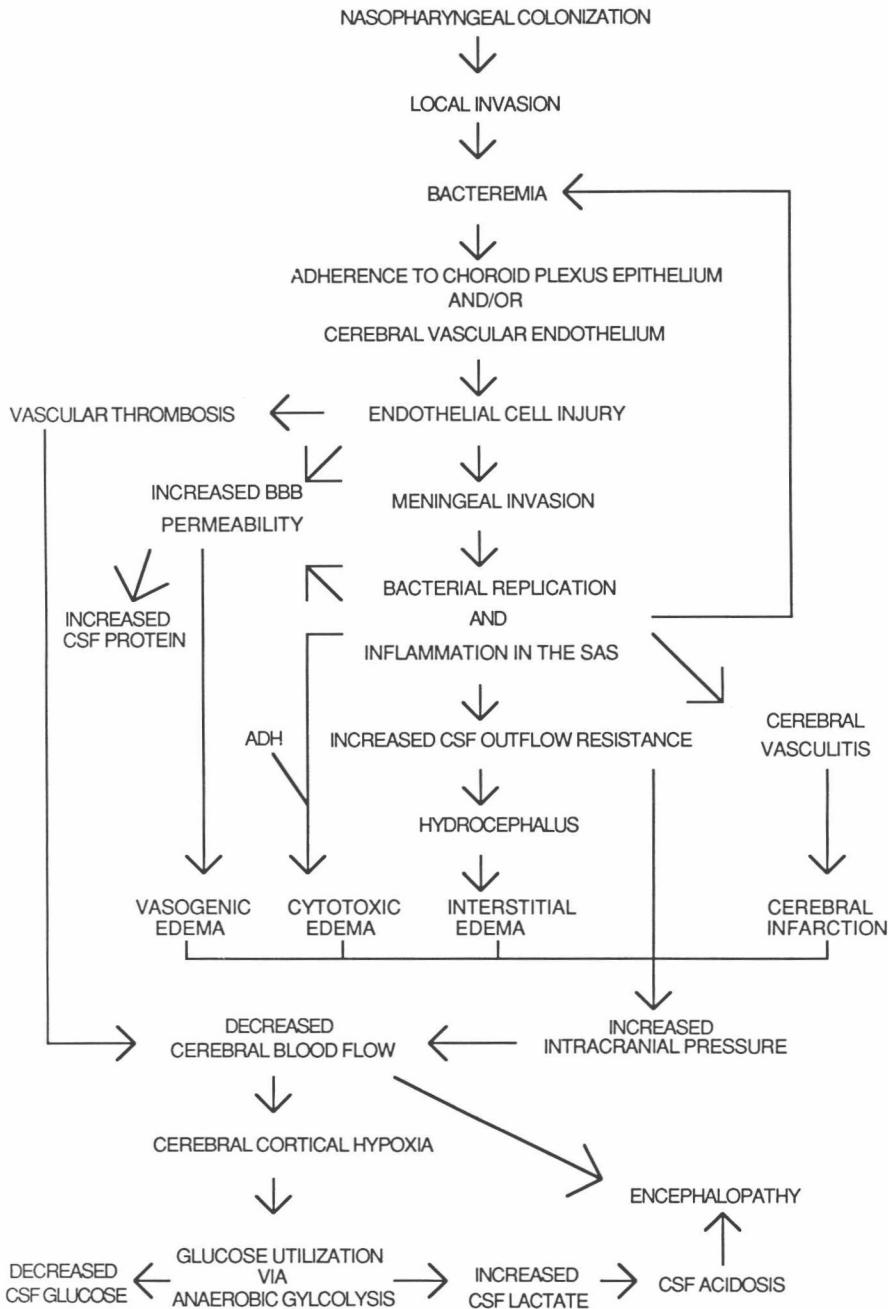 NASOPHARYNGEAL COLONIZATION
LOCAL INVASION
BACTEREMIA
ADHERENCE TO CHOROID PLEXUS EPITHELIUM
AND/OR
CEREBRAL VASCULAR ENDOTHELIUM
VASCULAR THROMBOSIS
ENDOTHELIAL CELL INJURY
INCREASED BBB
PERMEABILITY
MENINGEAL INVASION
INCREASED
CSF PROTEIN
BACTERIAL REPLICATION
AND
INFLAMMATION IN THE SAS
ADH
INCREASED CSF OUTFLOW RESISTANCE
CEREBRAL
VASCULITIS
HYDROCEPHALUS
VASOGENIC
EDEMA
CYTOTOXIC
EDEMA
INTERSTITIAL
EDEMA
CEREBRAL
INFARCTION
DECREASED
CEREBRAL BLOOD FLOW
INCREASED
INTRACRANIAL PRESSURE
CEREBRAL CORTICAL HYPOXIA
ENCEPHALOPATHY
DECREASED
CSF GLUCOSE
GLUCOSE UTILIZATION
VIA
ANAEROBIC GYLCOLYSIS
INCREASED
CSF LACTATE
CSF ACIDOSIS